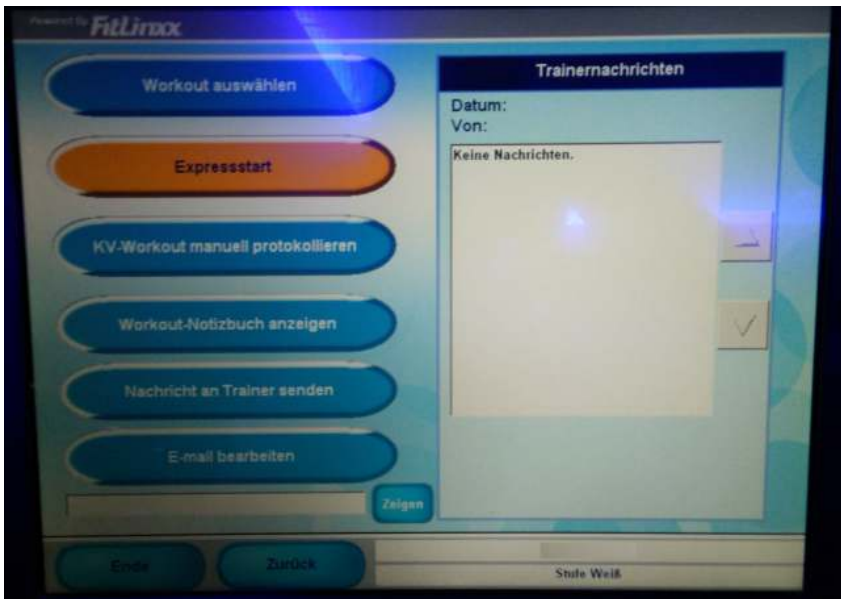 Powered By FitLinxx
Workout auswählen
Expressstart
KV-Workout manuell protokollieren
Workout-Notizbuch anzeigen
Nachricht an Trainer senden
E-mail bearbeiten
Zeigen
Ende
Zurück
Trainernachrichten
Datum:
Von:
Keine Nachrichten.
Stufe Weiß